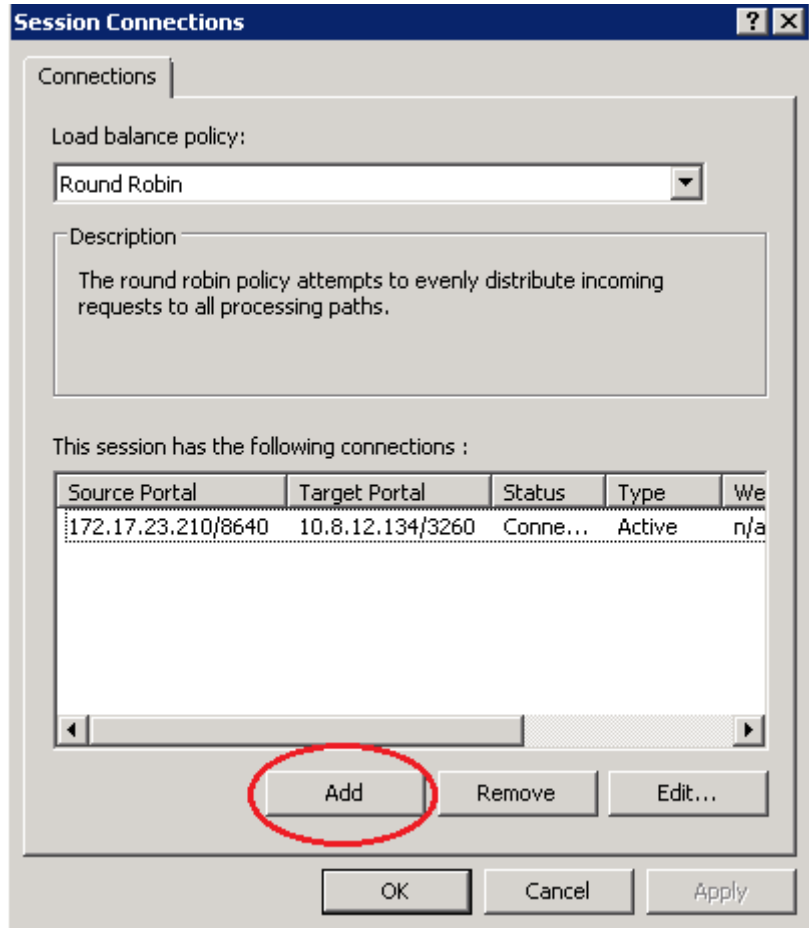 Session Connections
Connections
Load balance policy:
Round Robin
Description
The round robin policy attempts to evenly distribute incoming
requests to all processing paths.
This session has the following connections :
Source Portal Target Portal Status Type We
172.17.23.210/8640 10.8.12.134/3260 Conne... Active n/a
Add Remove Edit...
OK Cancel Apply